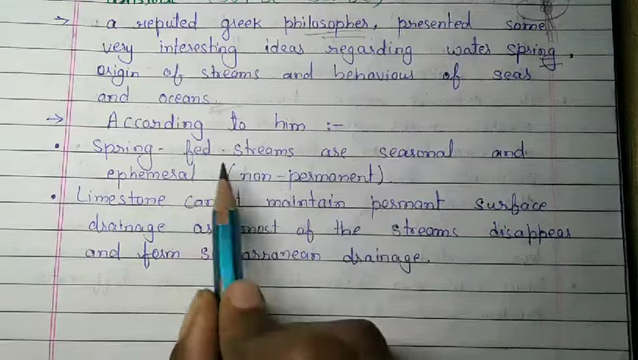 → a reputed greek philosopher, presented some
very interesting ideas regarding water spring,
origin of streams and behaviour of seas
and oceans.
→ According to him :-
• Spring-fed streams are seasonal and
ephemeral (non-permanent).
• Limestone maintain permant surface
drainage most of the streams disappear
and form drainage.